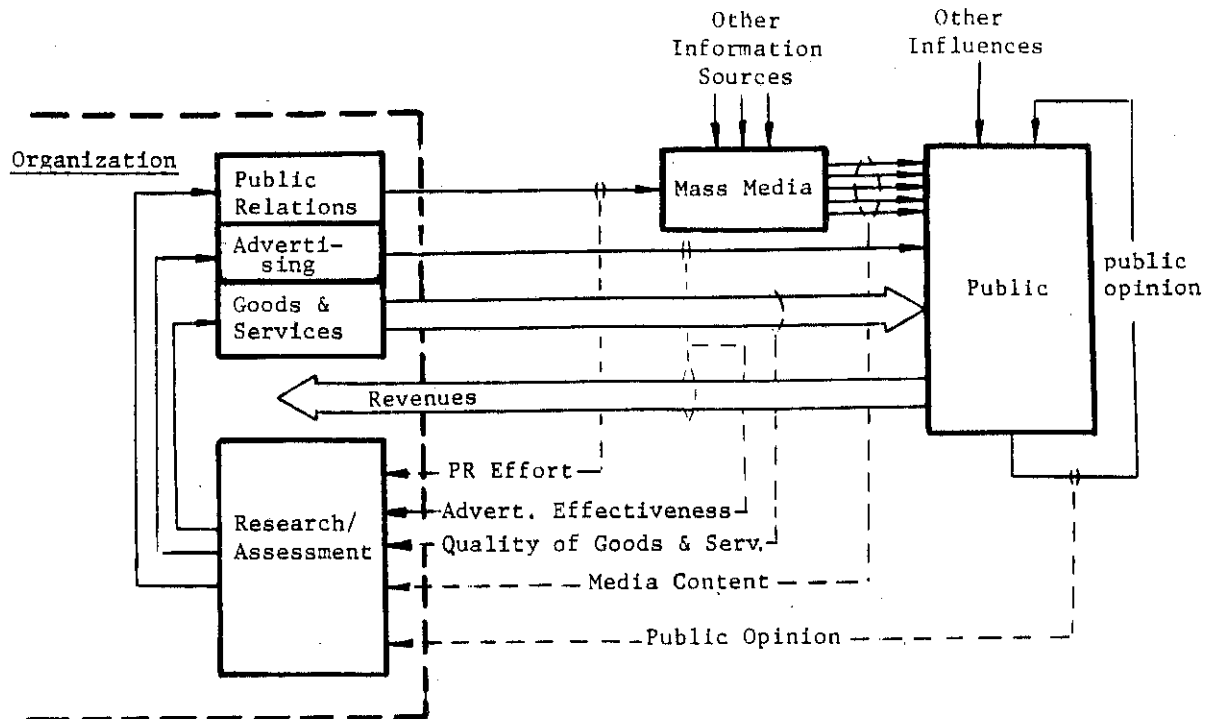 Other
Information
Sources
Other
Influences
Organization
Public
Relations
Mass Media
Adverti-
sing
Goods &
Services
Public
public
opinion
Revenues
PR Effort
Research/
Assessment
Advert. Effectiveness
Quality of Goods & Serv.
Media Content
Public Opinion